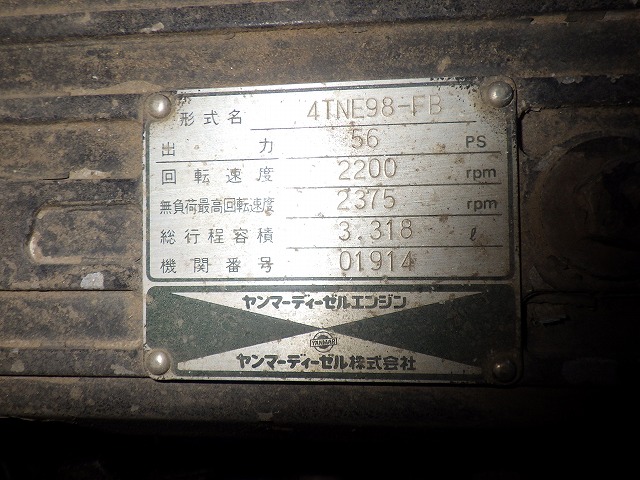 形式名 4TNE98-FB
出力 56 PS
回転速度 2200 rpm
無負荷最高回転速度 2375 rpm
総行程容積 3.318 ℓ
機関番号 01914
ヤンマーディーゼルエンジン
YANMAR
ヤンマーディーゼル株式会社